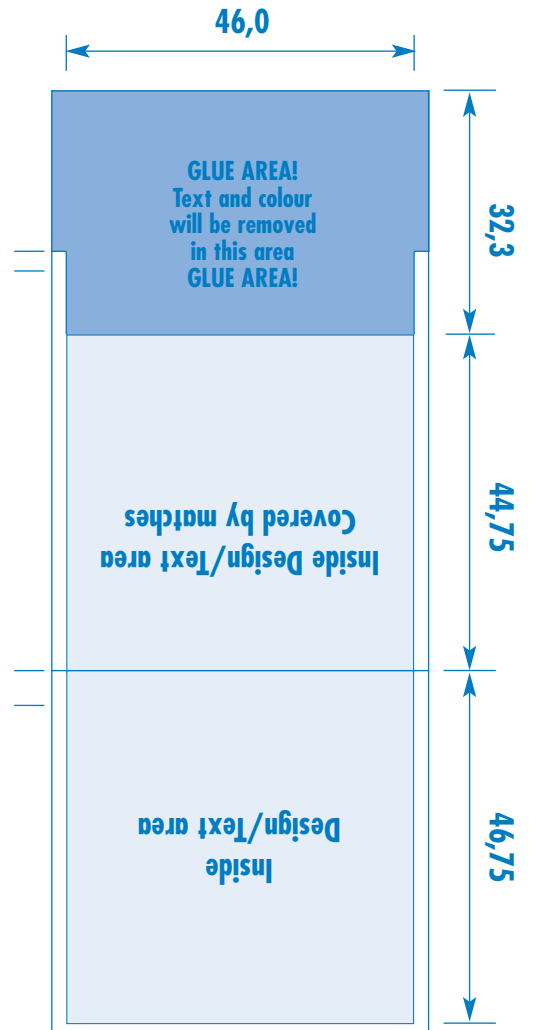 46,0
GLUE AREA!
Text and colour
will be removed
in this area
GLUE AREA!
32,3
Inside Design/Text area
Covered by matches
44,75
Inside
Design/Text area
46,75